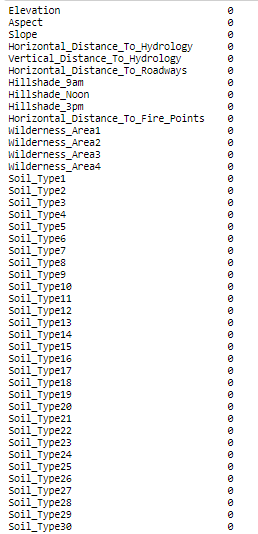 Elevation 0
Aspect 0
Slope 0
Horizontal_Distance_To_Hydrology 0
Vertical_Distance_To_Hydrology 0
Horizontal_Distance_To_Roadways 0
Hillshade_9am 0
Hillshade_Noon 0
Hillshade_3pm 0
Horizontal_Distance_To_Fire_Points 0
Wilderness_Area1 0
Wilderness_Area2 0
Wilderness_Area3 0
Wilderness_Area4 0
Soil_Type1 0
Soil_Type2 0
Soil_Type3 0
Soil_Type4 0
Soil_Type5 0
Soil_Type6 0
Soil_Type7 0
Soil_Type8 0
Soil_Type9 0
Soil_Type10 0
Soil_Type11 0
Soil_Type12 0
Soil_Type13 0
Soil_Type14 0
Soil_Type15 0
Soil_Type16 0
Soil_Type17 0
Soil_Type18 0
Soil_Type19 0
Soil_Type20 0
Soil_Type21 0
Soil_Type22 0
Soil_Type23 0
Soil_Type24 0
Soil_Type25 0
Soil_Type26 0
Soil_Type27 0
Soil_Type28 0
Soil_Type29 0
Soil_Type30 0